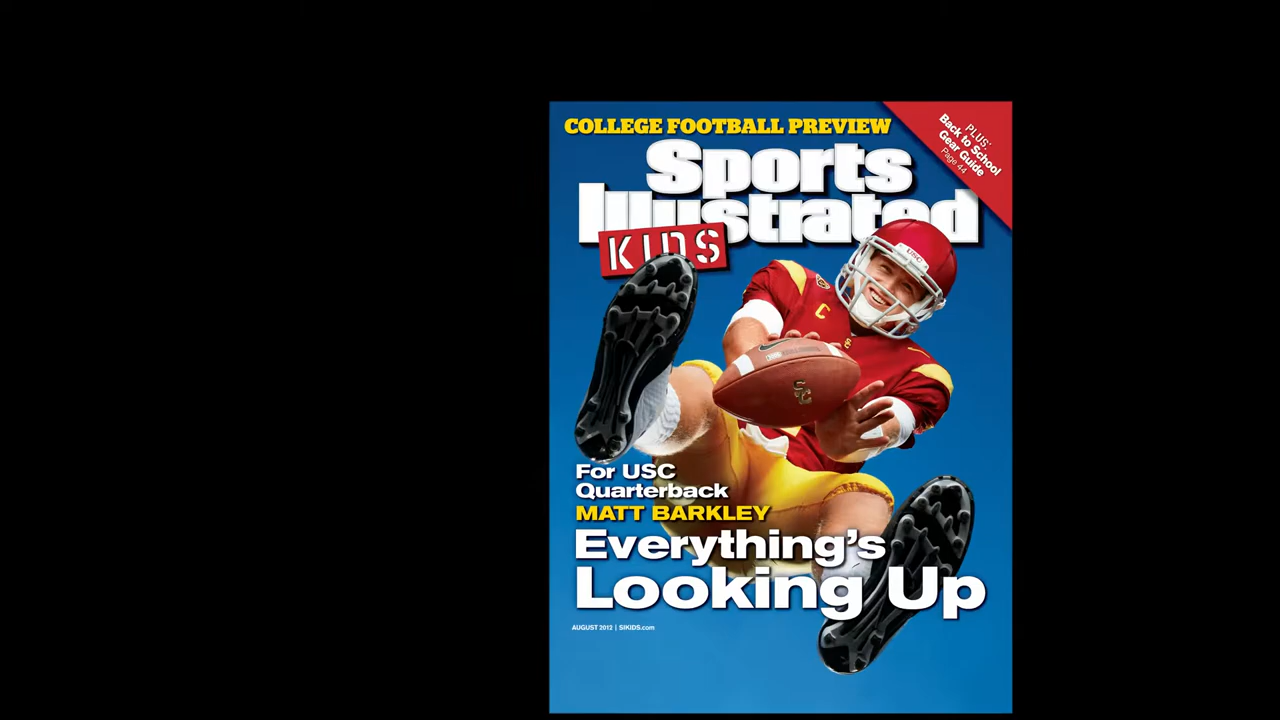 COLLEGE FOOTBALL PREVIEW
PLUS:
Back to School
Gear Guide
Page 44
Sports
Illustrated
KIDS
USC
C
SC
For USC
Quarterback
MATT BARKLEY
Everything's
Looking Up
AUGUST 2012 | SIKIDS.com